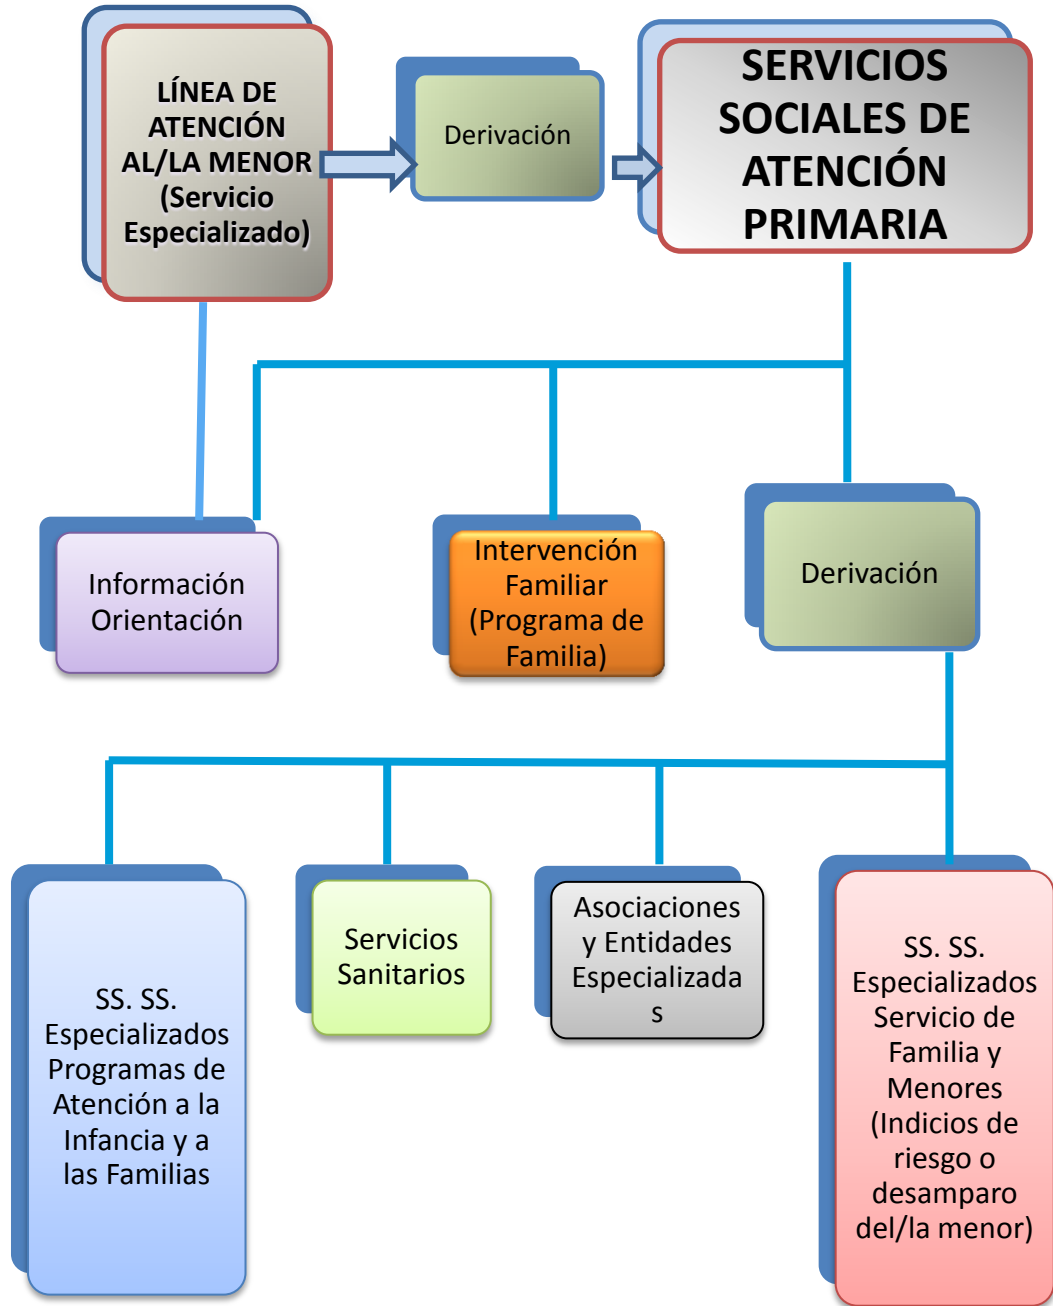 LÍNEA DE
ATENCIÓN
AL/LA MENOR
(Servicio
Especializado)
Derivación
SERVICIOS
SOCIALES DE
ATENCIÓN
PRIMARIA
Información
Orientación
Intervención
Familiar
(Programa de
Familia)
Derivación
SS. SS.
Especializados
Programas de
Atención a la
Infancia y a
las Familias
Servicios
Sanitarios
Asociaciones
y Entidades
Especializada
s
SS. SS.
Especializados
Servicio de
Familia y
Menores
(Indicios de
riesgo o
desamparo
del/la menor)